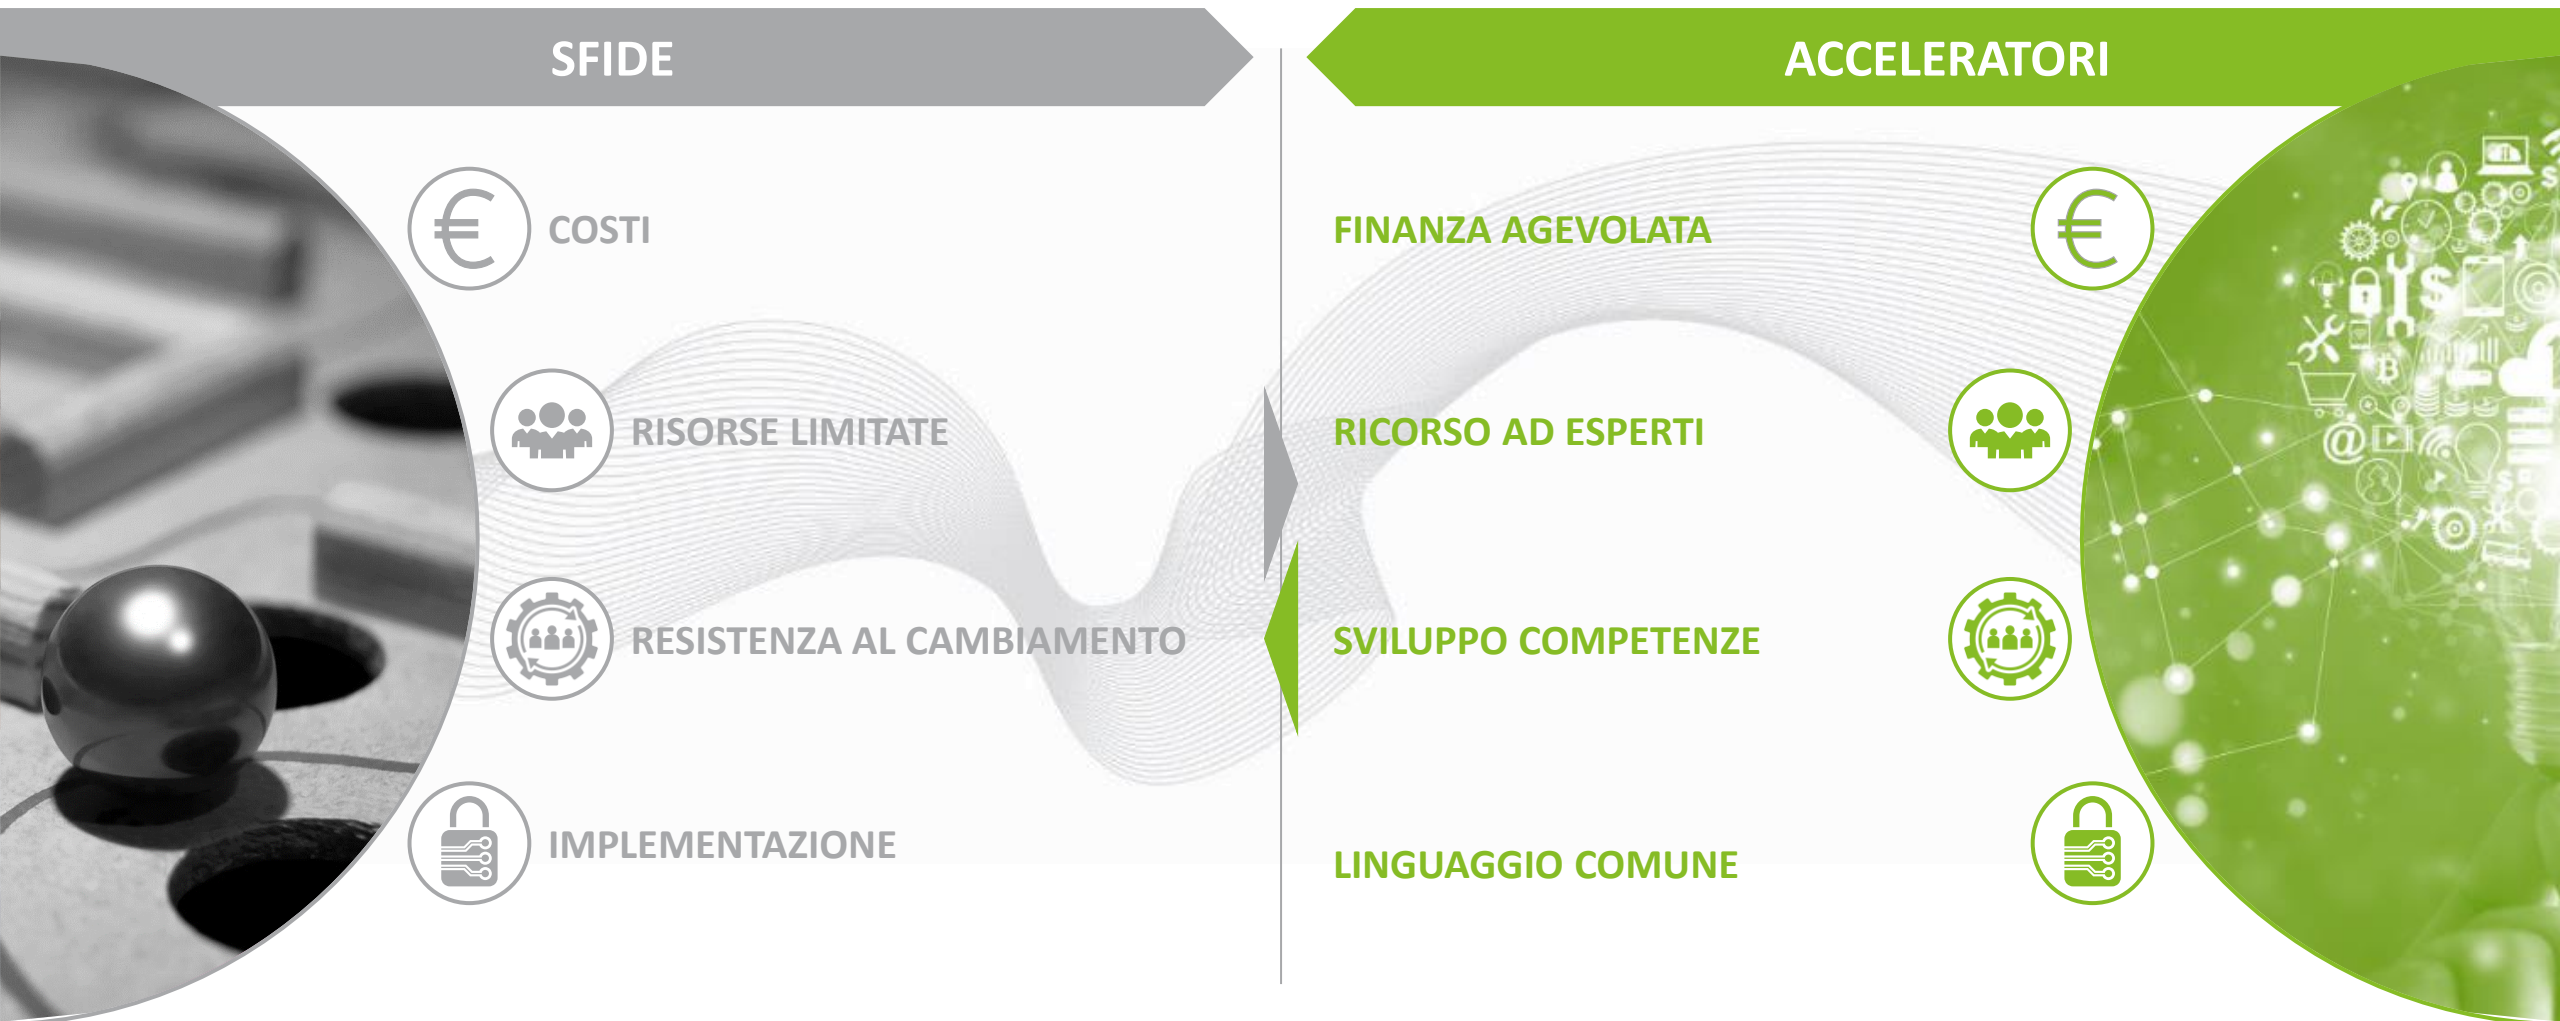 SFIDE
COSTI
RISORSE LIMITATE
RESISTENZA AL CAMBIAMENTO
IMPLEMENTAZIONE
ACCELERATORI
FINANZA AGEVOLATA
RICORSO AD ESPERTI
SVILUPPO COMPETENZE
LINGUAGGIO COMUNE